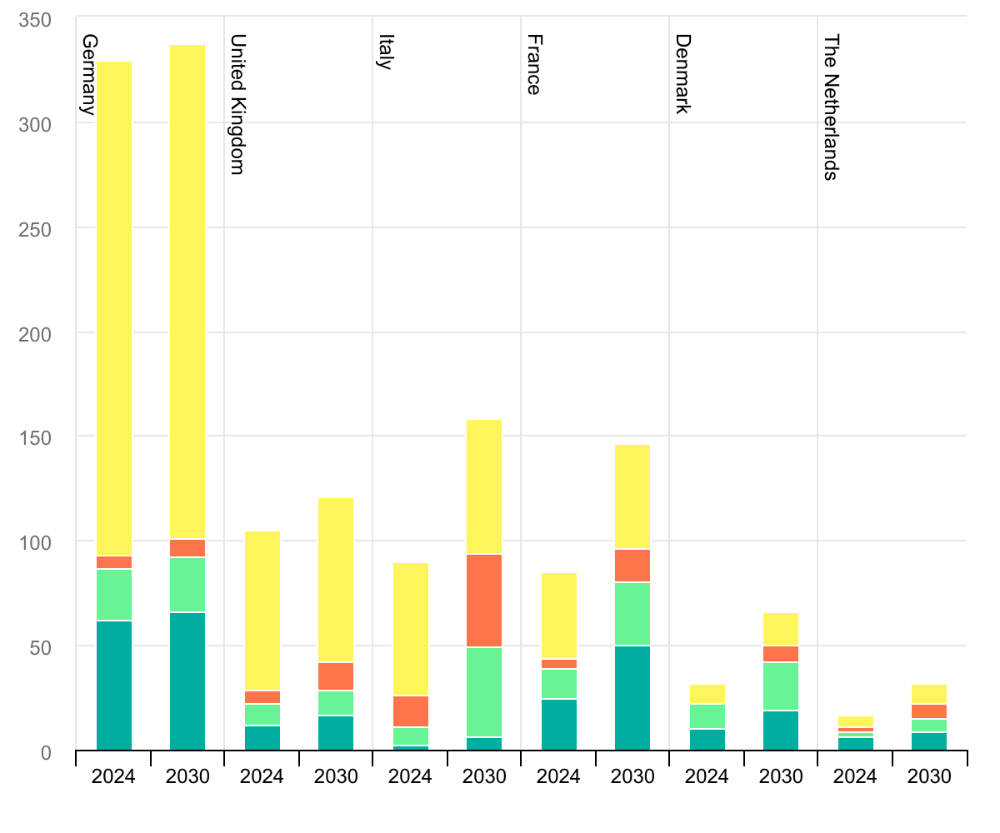 350
300
250
200
150
100
50
0
Germany
United Kingdom
Italy
France
Denmark
The Netherlands
2024 2030 2024 2030 2024 2030 2024 2030 2024 2030 2024 2030